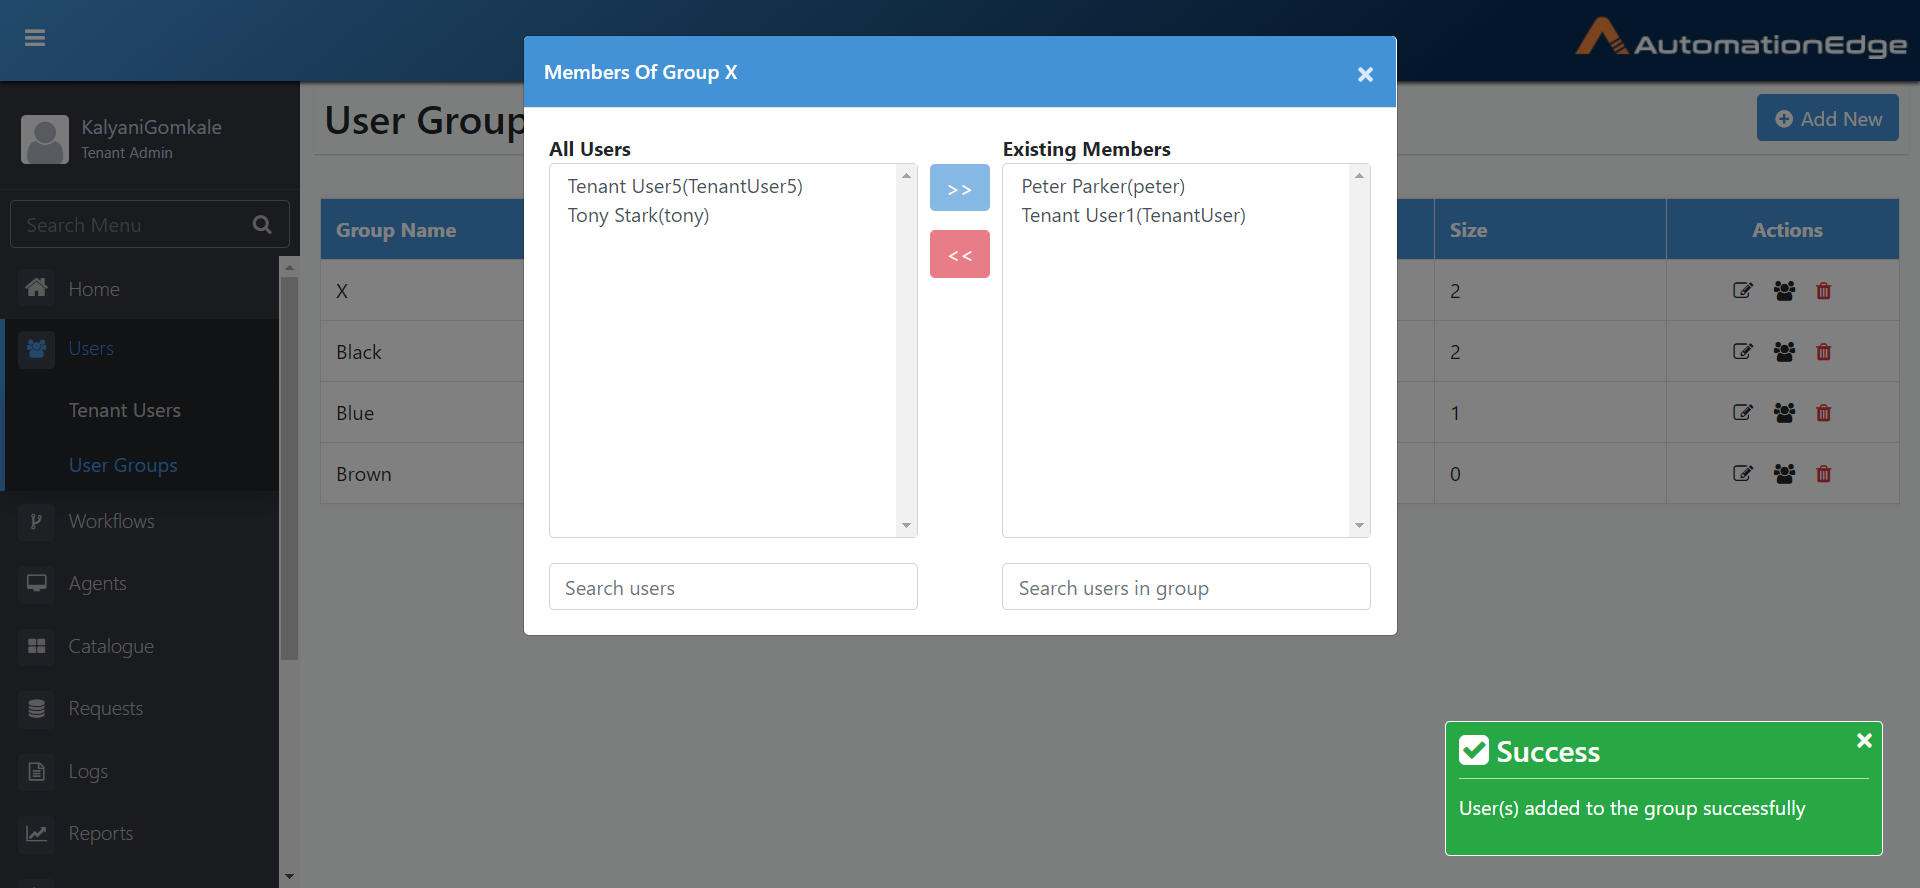 AutomationEdge
KalyaniGomkale
Tenant Admin
Search Menu
Home
Users
Tenant Users
User Groups
Workflows
Agents
Catalogue
Requests
Logs
Reports
User Group
Add New
Group Name
Size
Actions
X
2
Black
2
Blue
1
Brown
0
Members Of Group X
×
All Users
Tenant User5(TenantUser5)
Tony Stark(tony)
>>
<<
Existing Members
Peter Parker(peter)
Tenant User1(TenantUser)
Search users
Search users in group
Success
×
User(s) added to the group successfully